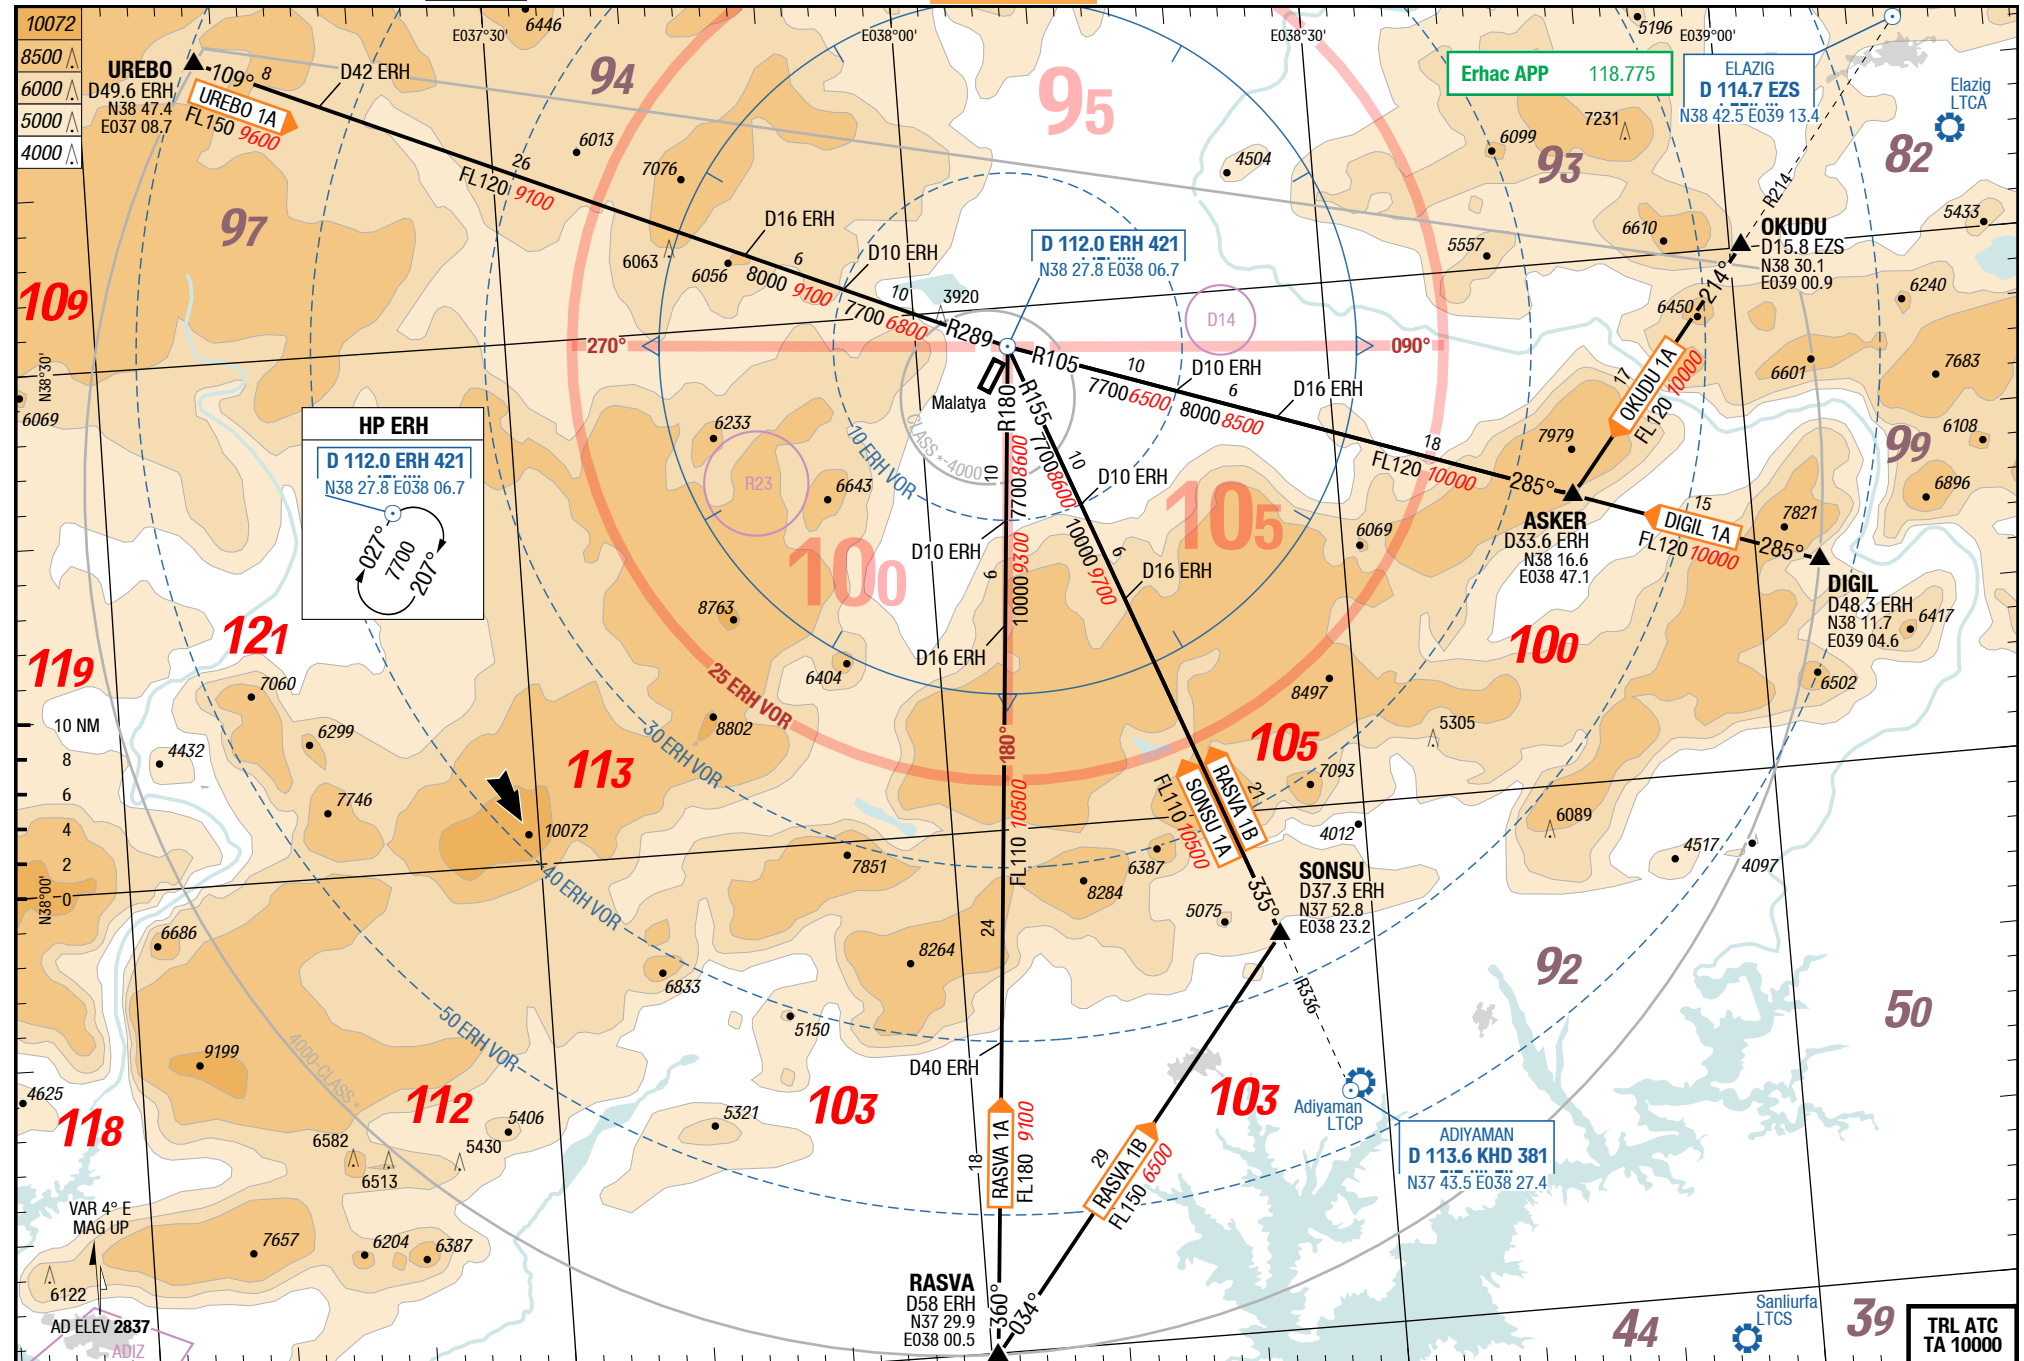 10072
8500
6000
5000
4000
UREBO
D49.6 ERH
N38 47.4
E037 08.7
109°
8
D42 ERH
UREBO 1A
FL150 9600
E037°30'
6446
94
E038°00'
95
E038°30'
5196
E039°00'
Erhac APP 118.775
ELAZIG
D 114.7 EZS
N38 42.5 E039 13.4
Elazig
LTCA
82
6013
7076
26
FL120 9100
4504
6099
7231
93
R214
5433
97
D16 ERH
D10 ERH
6063
6056
6
8000 9100
10
7700 6800
3920
R289
D 112.0 ERH 421
N38 27.8 E038 06.7
D14
5557
6610
OKUDU
D15.8 EZS
N38 30.1
E039 00.9
214°
6450
6240
109
270°
090°
R105
10
7700 6500
D10 ERH
6
8000 8500
D16 ERH
17
OKUDU 1A
FL120 10000
6601
7683
N38°30'
6069
Malatya
R180
R155
CLASS *-4000
HP ERH
D 112.0 ERH 421
N38 27.8 E038 06.7
027°
7700
207°
6233
R23
6643
10 ERH VOR
10
7700 8600
10
7700 8600
D10 ERH
18
FL120 10000
285°
7979
6108
99
6896
ASKER
D33.6 ERH
N38 16.6
E038 47.1
15
DIGIL 1A
FL120 10000
285°
7821
DIGIL
D48.3 ERH
N38 11.7
E039 04.6
6417
6502
105
6069
100
D10 ERH
6
10000 9300
6
10000 9700
D16 ERH
D16 ERH
8763
6404
121
119
100
7060
25 ERH VOR
8802
30 ERH VOR
180°
8497
5305
105
10 NM
8
6
4
2
0
N38°00'
4432
6299
7746
113
10072
40 ERH VOR
7851
FL110 10500
RASVA 1B
SONSU 1A
21
FL110 10500
7093
4012
6089
4517
4097
6387
8284
5075
335°
SONSU
D37.3 ERH
N37 52.8
E038 23.2
6686
6833
8264
24
R336
92
50
50 ERH VOR
5150
9199
4000-CLASS *
D40 ERH
4625
118
112
5406
6582
6513
5430
103
5321
18
RASVA 1A
FL180 9100
29
RASVA 1B
FL150 6500
103
Adiyaman
LTCP
ADIYAMAN
D 113.6 KHD 381
N37 43.5 E038 27.4
VAR 4° E
MAG UP
7657
6204
6387
6122
AD ELEV 2837
ADIZ
RASVA
D58 ERH
N37 29.9
E038 00.5
360°
034°
44
Sanliurfa
LTCS
39
TRL ATC
TA 10000